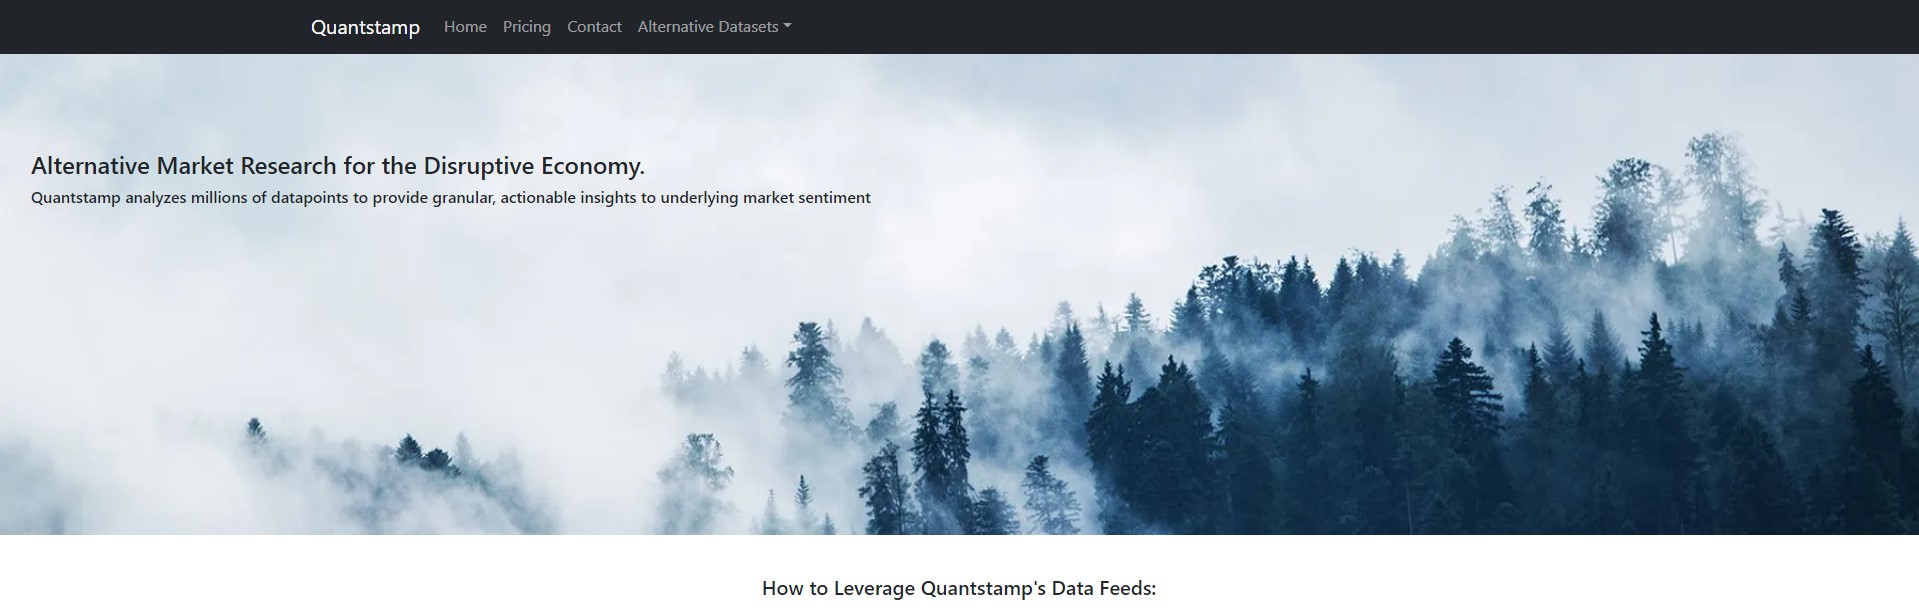 Quantstamp Home Pricing Contact Alternative Datasets
Alternative Market Research for the Disruptive Economy.
Quantstamp analyzes millions of datapoints to provide granular, actionable insights to underlying market sentiment
How to Leverage Quantstamp's Data Feeds: